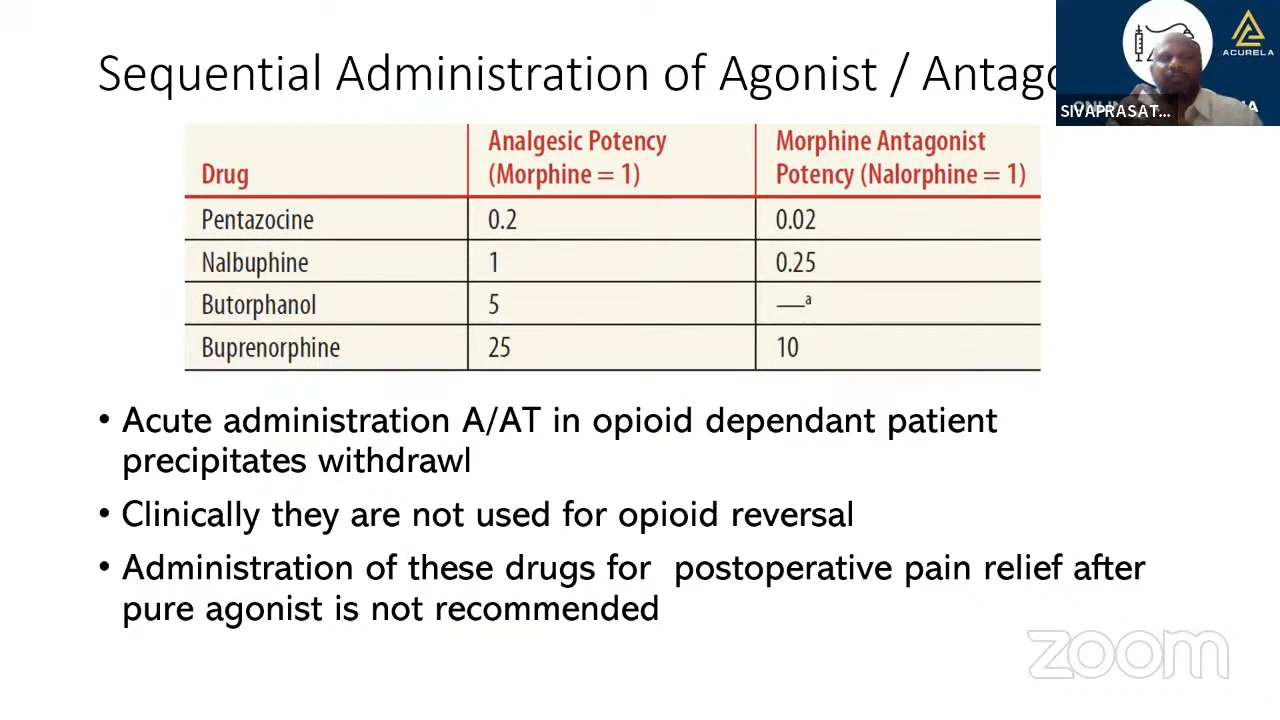 Sequential Administration of Agonist / Antago
ACURELA
SIVAPRASAT...
Drug
Analgesic Potency
(Morphine = 1)
Morphine Antagonist
Potency (Nalorphine = 1)
Pentazocine 0.2 0.02
Nalbuphine 1 0.25
Butorphanol 5 —ᵃ
Buprenorphine 25 10
• Acute administration A/AT in opioid dependant patient
precipitates withdrawl
• Clinically they are not used for opioid reversal
• Administration of these drugs for postoperative pain relief after
pure agonist is not recommended
zoom